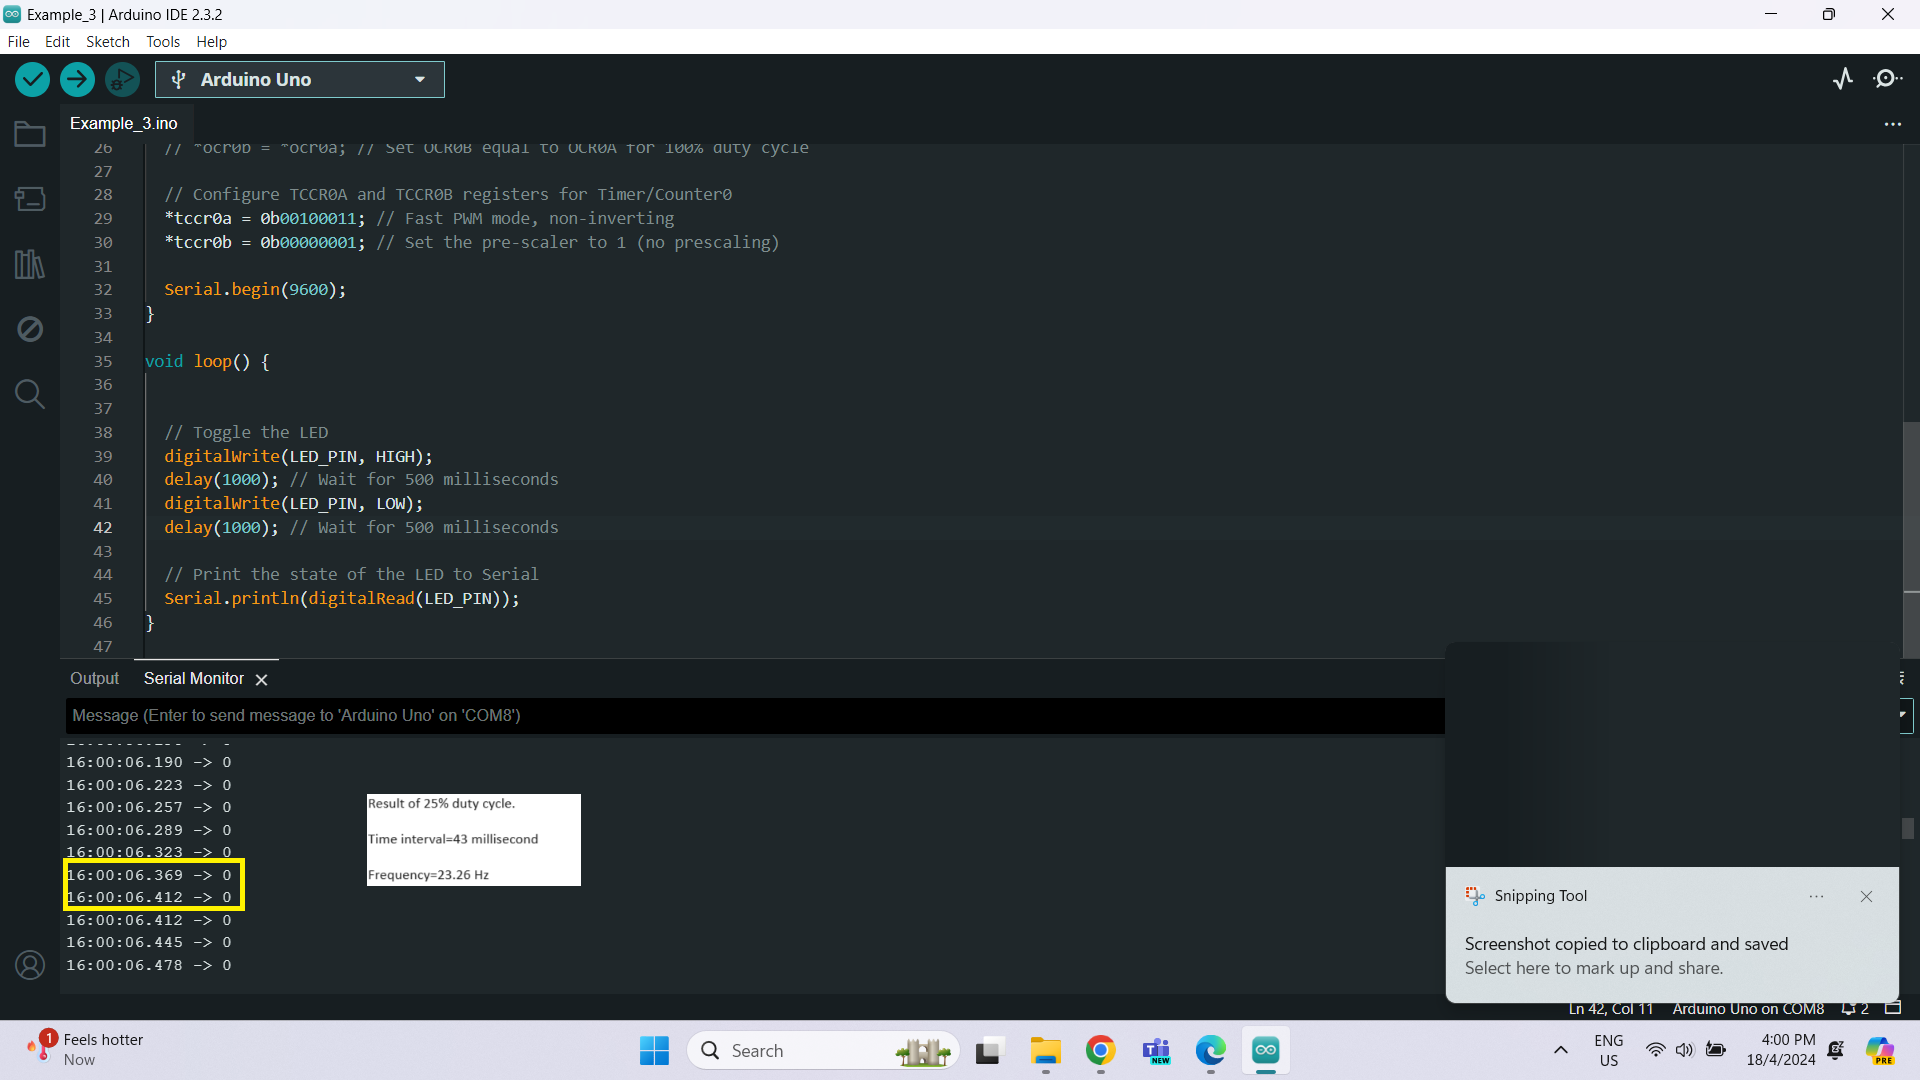 Example_3 | Arduino IDE 2.3.2
File Edit Sketch Tools Help
Arduino Uno
Example_3.ino
26 // *ocr0b = *ocr0a; // Set OCR0B equal to OCR0A for 100% duty cycle
27
28 // Configure TCCR0A and TCCR0B registers for Timer/Counter0
29 *tccr0a = 0b00100011; // Fast PWM mode, non-inverting
30 *tccr0b = 0b00000001; // Set the pre-scaler to 1 (no prescaling)
31
32 Serial.begin(9600);
33 }
34
35 void loop() {
36
37
38 // Toggle the LED
39 digitalWrite(LED_PIN, HIGH);
40 delay(1000); // Wait for 500 milliseconds
41 digitalWrite(LED_PIN, LOW);
42 delay(1000); // Wait for 500 milliseconds
43
44 // Print the state of the LED to Serial
45 Serial.println(digitalRead(LED_PIN));
46 }
47
Output Serial Monitor
Message (Enter to send message to 'Arduino Uno' on 'COM8')
16:00:06.190 -> 0
16:00:06.223 -> 0
16:00:06.257 -> 0
16:00:06.289 -> 0
16:00:06.323 -> 0
16:00:06.369 -> 0
16:00:06.412 -> 0
16:00:06.412 -> 0
16:00:06.445 -> 0
16:00:06.478 -> 0
Result of 25% duty cycle.
Time interval=43 millisecond
Frequency=23.26 Hz
Snipping Tool
Screenshot copied to clipboard and saved
Select here to mark up and share.
Ln 42, Col 11 Arduino Uno on COM8 2
1
Feels hotter
Now
Search
NEW
ENG
US
4:00 PM
18/4/2024
PRE